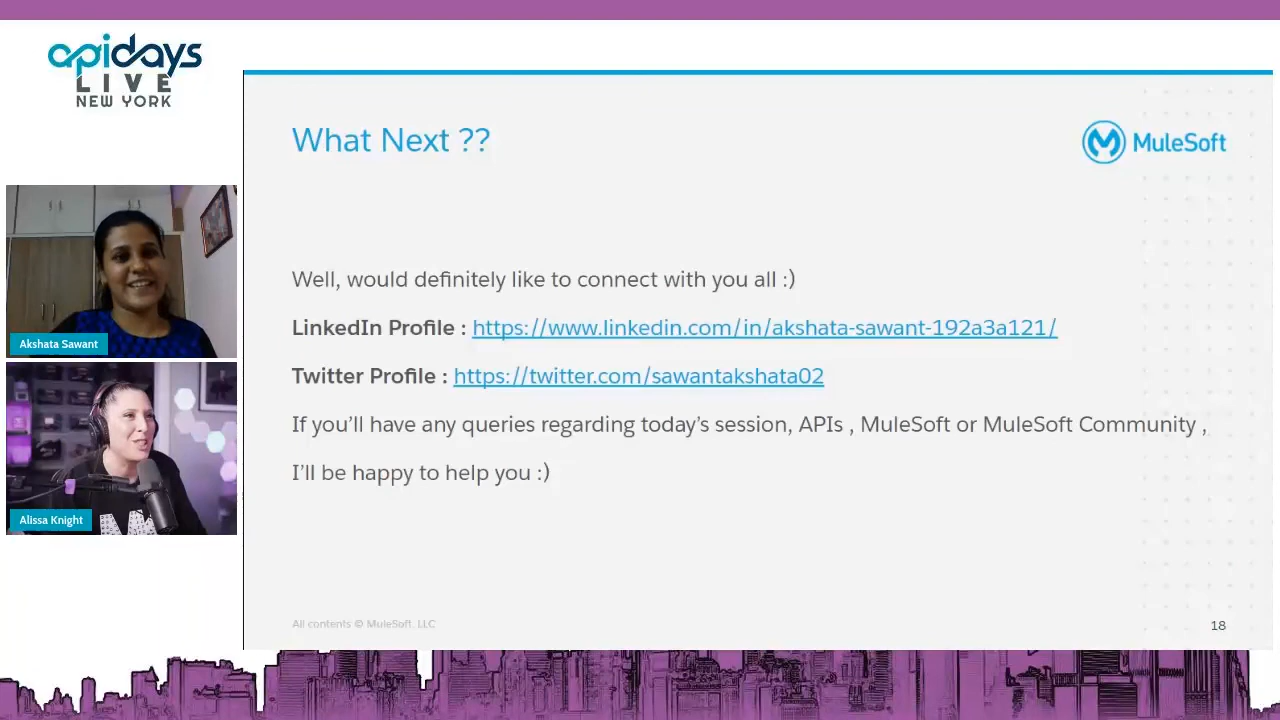 apidays
LIVE
NEW YORK
What Next ??
MuleSoft
Well, would definitely like to connect with you all :)
LinkedIn Profile : https://www.linkedin.com/in/akshata-sawant-192a3a121/
Twitter Profile : https://twitter.com/sawantakshata02
If you’ll have any queries regarding today’s session, APIs , MuleSoft or MuleSoft Community ,
I’ll be happy to help you :)
Akshata Sawant
Alissa Knight
All contents © MuleSoft, LLC
18